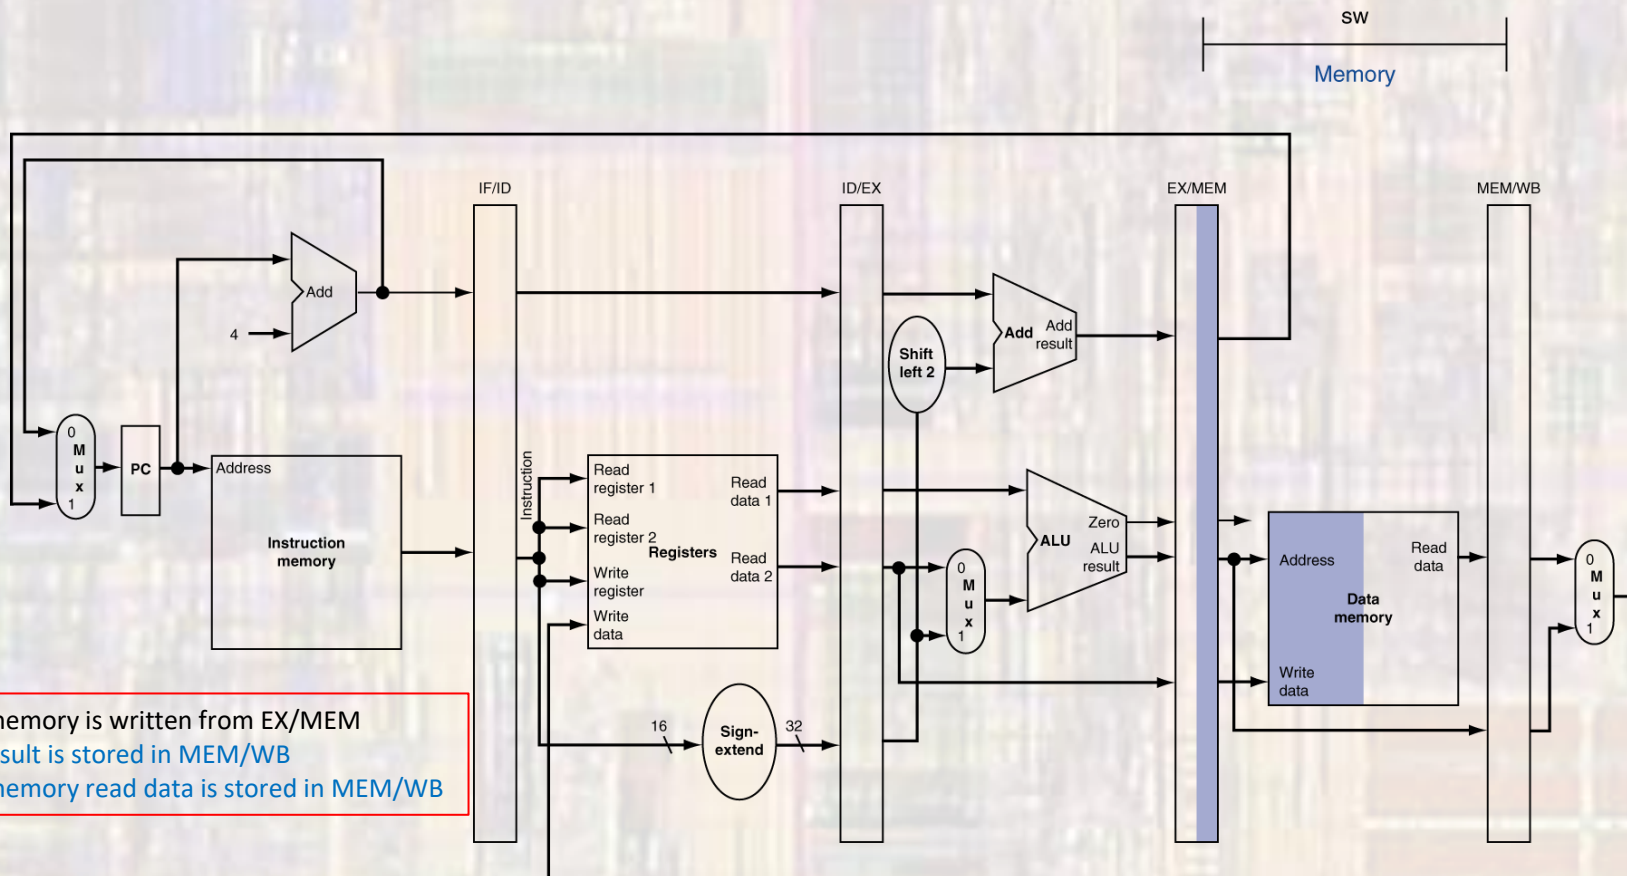 SW
Memory
IF/ID
ID/EX
EX/MEM
MEM/WB
Add
4
Add
Add
result
Shift
left 2
0
M
u
x
1
PC
Address
Instruction
memory
Instruction
Read
register 1
Read
register 2
Write
register
Write
data
Registers
Read
data 1
Read
data 2
16
Sign-
extend
32
0
M
u
x
1
ALU
Zero
ALU
result
Address
Read
data
Data
memory
Write
data
0
M
u
x
1
memory is written from EX/MEM
is stored in MEM/WB
memory read data is stored in MEM/WB